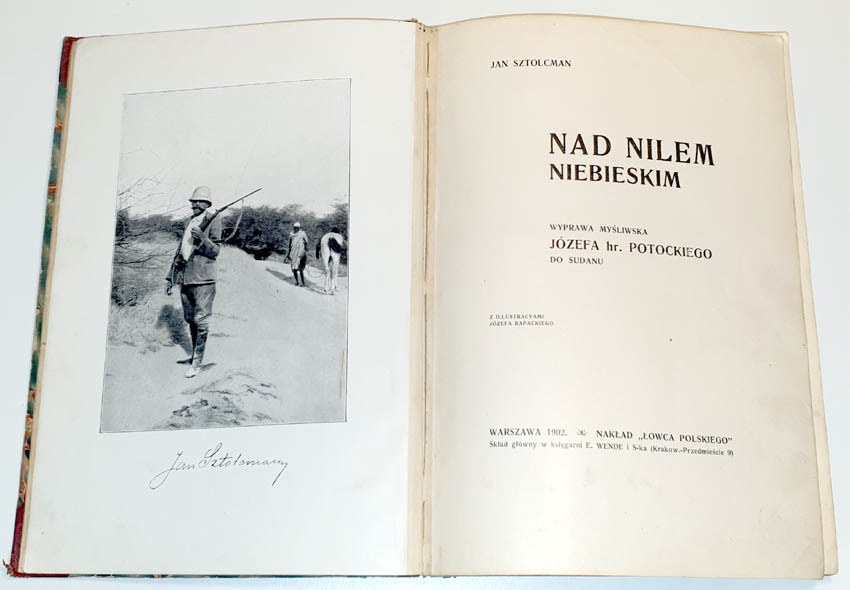 Jan Sztolcman
JAN SZTOLCMAN
NAD NILEM
NIEBIESKIM
WYPRAWA MYŚLIWSKA
JÓZEFA hr. POTOCKIEGO
DO SUDANU
Z ILLUSTRACYAMI
JÓZEFA RAPACKIEGO
WARSZAWA 1902. NAKŁAD „ŁOWCA POLSKIEGO”
Skład główny w księgarni E. WENDE i S-ka (Krakow.-Przedmieście 9)